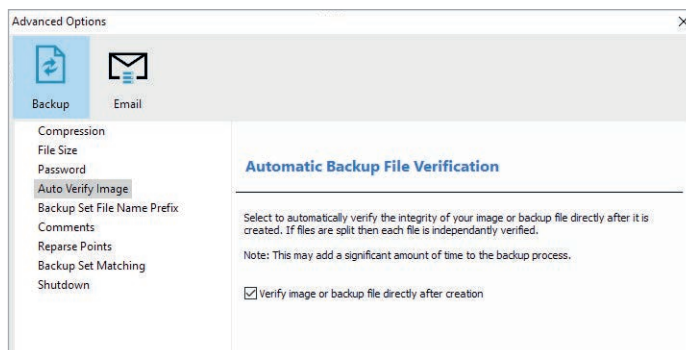 Advanced Options
Backup
Email
Compression
File Size
Password
Auto Verify Image
Backup Set File Name Prefix
Comments
Reparse Points
Backup Set Matching
Shutdown
Automatic Backup File Verification
Select to automatically verify the integrity of your image or backup file directly after it is
created. If files are split then each file is independantly verified.
Note: This may add a significant amount of time to the backup process.
Verify image or backup file directly after creation